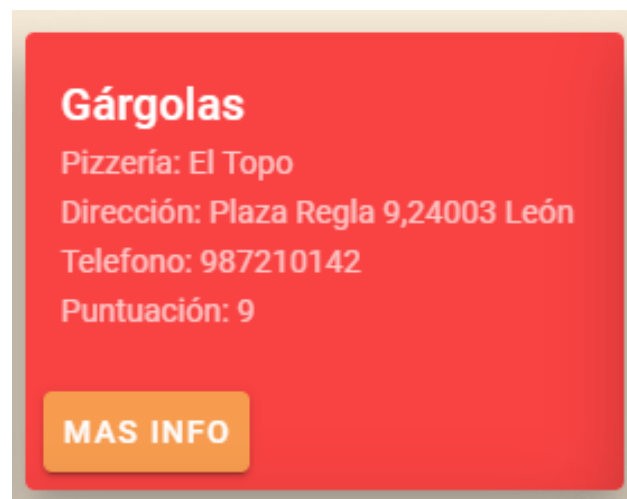 Gárgolas
Pizzería: El Topo
Dirección: Plaza Regla 9,24003 León
Telefono: 987210142
Puntuación: 9
MAS INFO